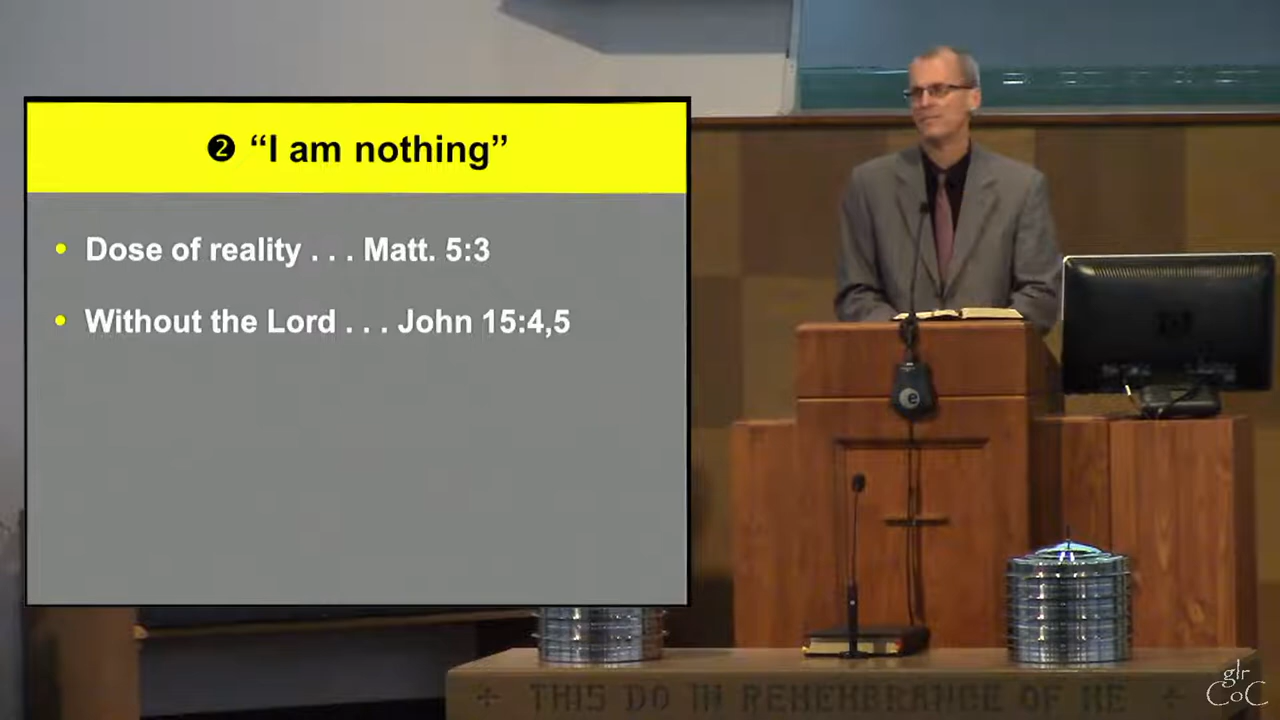 ❷ “I am nothing”
• Dose of reality . . . Matt. 5:3
• Without the Lord . . . John 15:4,5
e
THIS DO IN REMEMBRANCE OF ME
glr
CoC